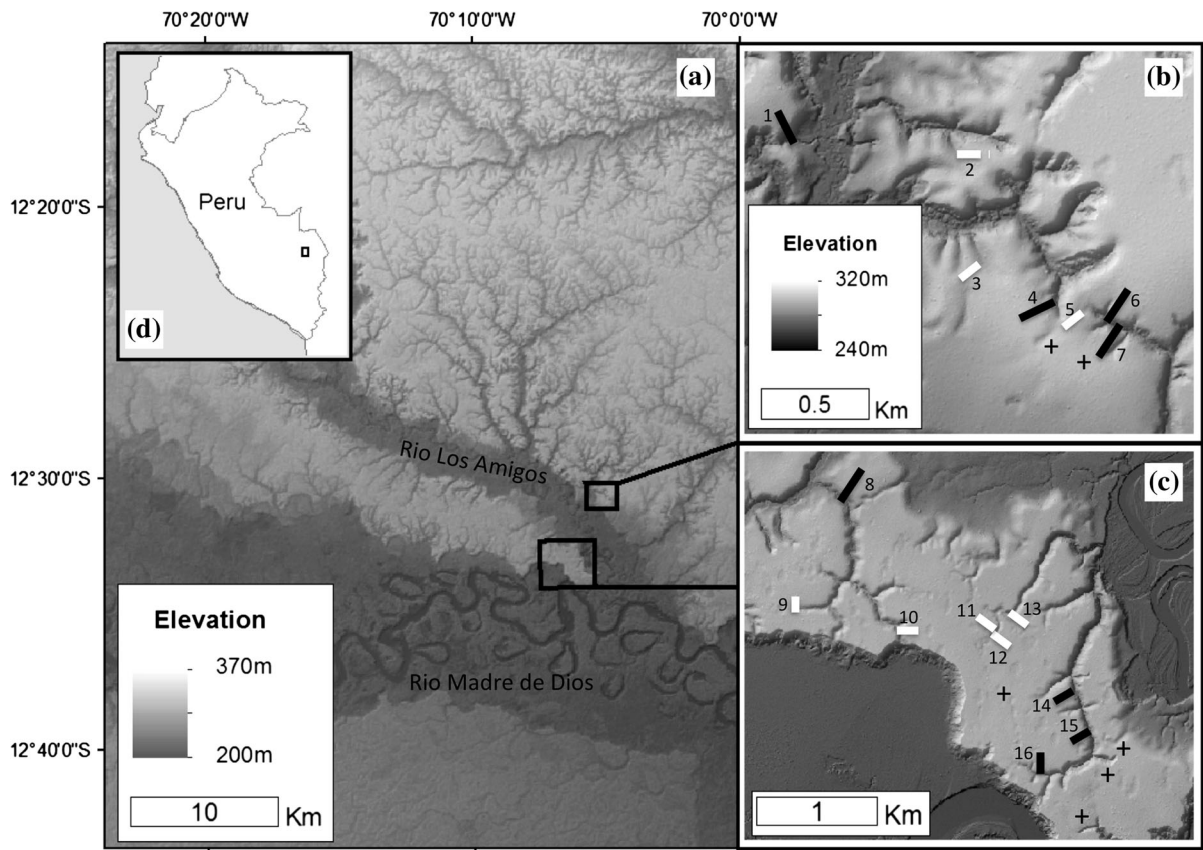 70°20'0"W
70°10'0"W
70°0'0"W
12°20'0"S
12°30'0"S
12°40'0"S
(a)
Peru
(d)
Rio Los Amigos
Rio Madre de Dios
Elevation
370m
200m
10 Km
(b)
1
2
3
4
5
6
7
Elevation
320m
240m
0.5 Km
(c)
8
9
10
11
13
12
14
15
16
1 Km